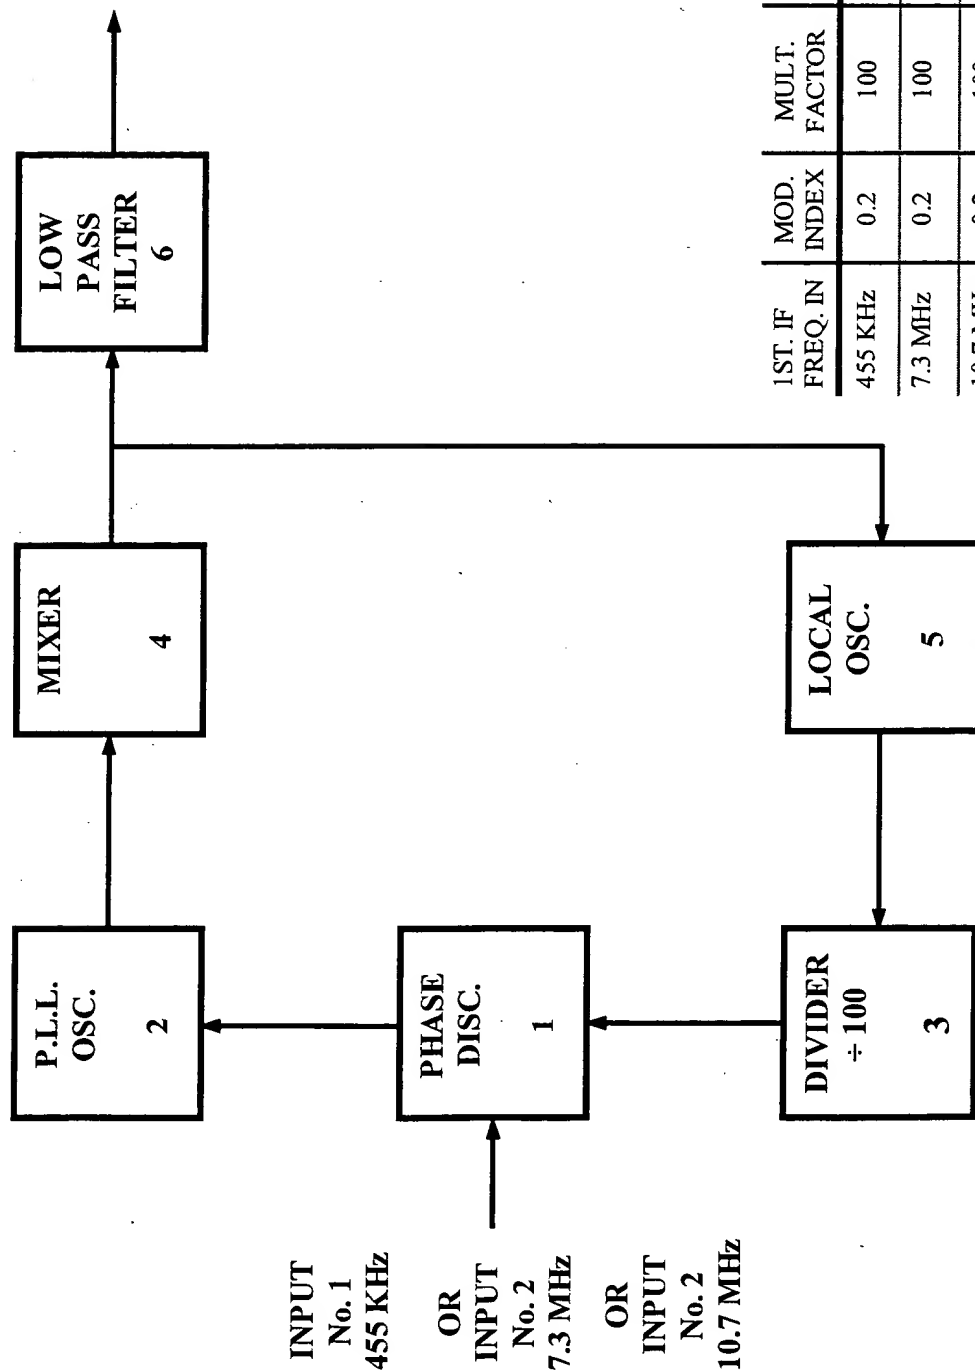 INPUT
No. 1
455 KHz
OR
INPUT
No. 2
7.3 MHz
OR
INPUT
No. 2
10.7 MHz
P.L.L.
OSC.
2
PHASE
DISC.
1
DIVIDER
÷ 100
3
MIXER
4
LOCAL
OSC.
5
LOW
PASS
FILTER
6
1ST. IF MOD. MULT.
FREQ. IN INDEX FACTOR
455 KHz 0.2 100
7.3 MHz 0.2 100